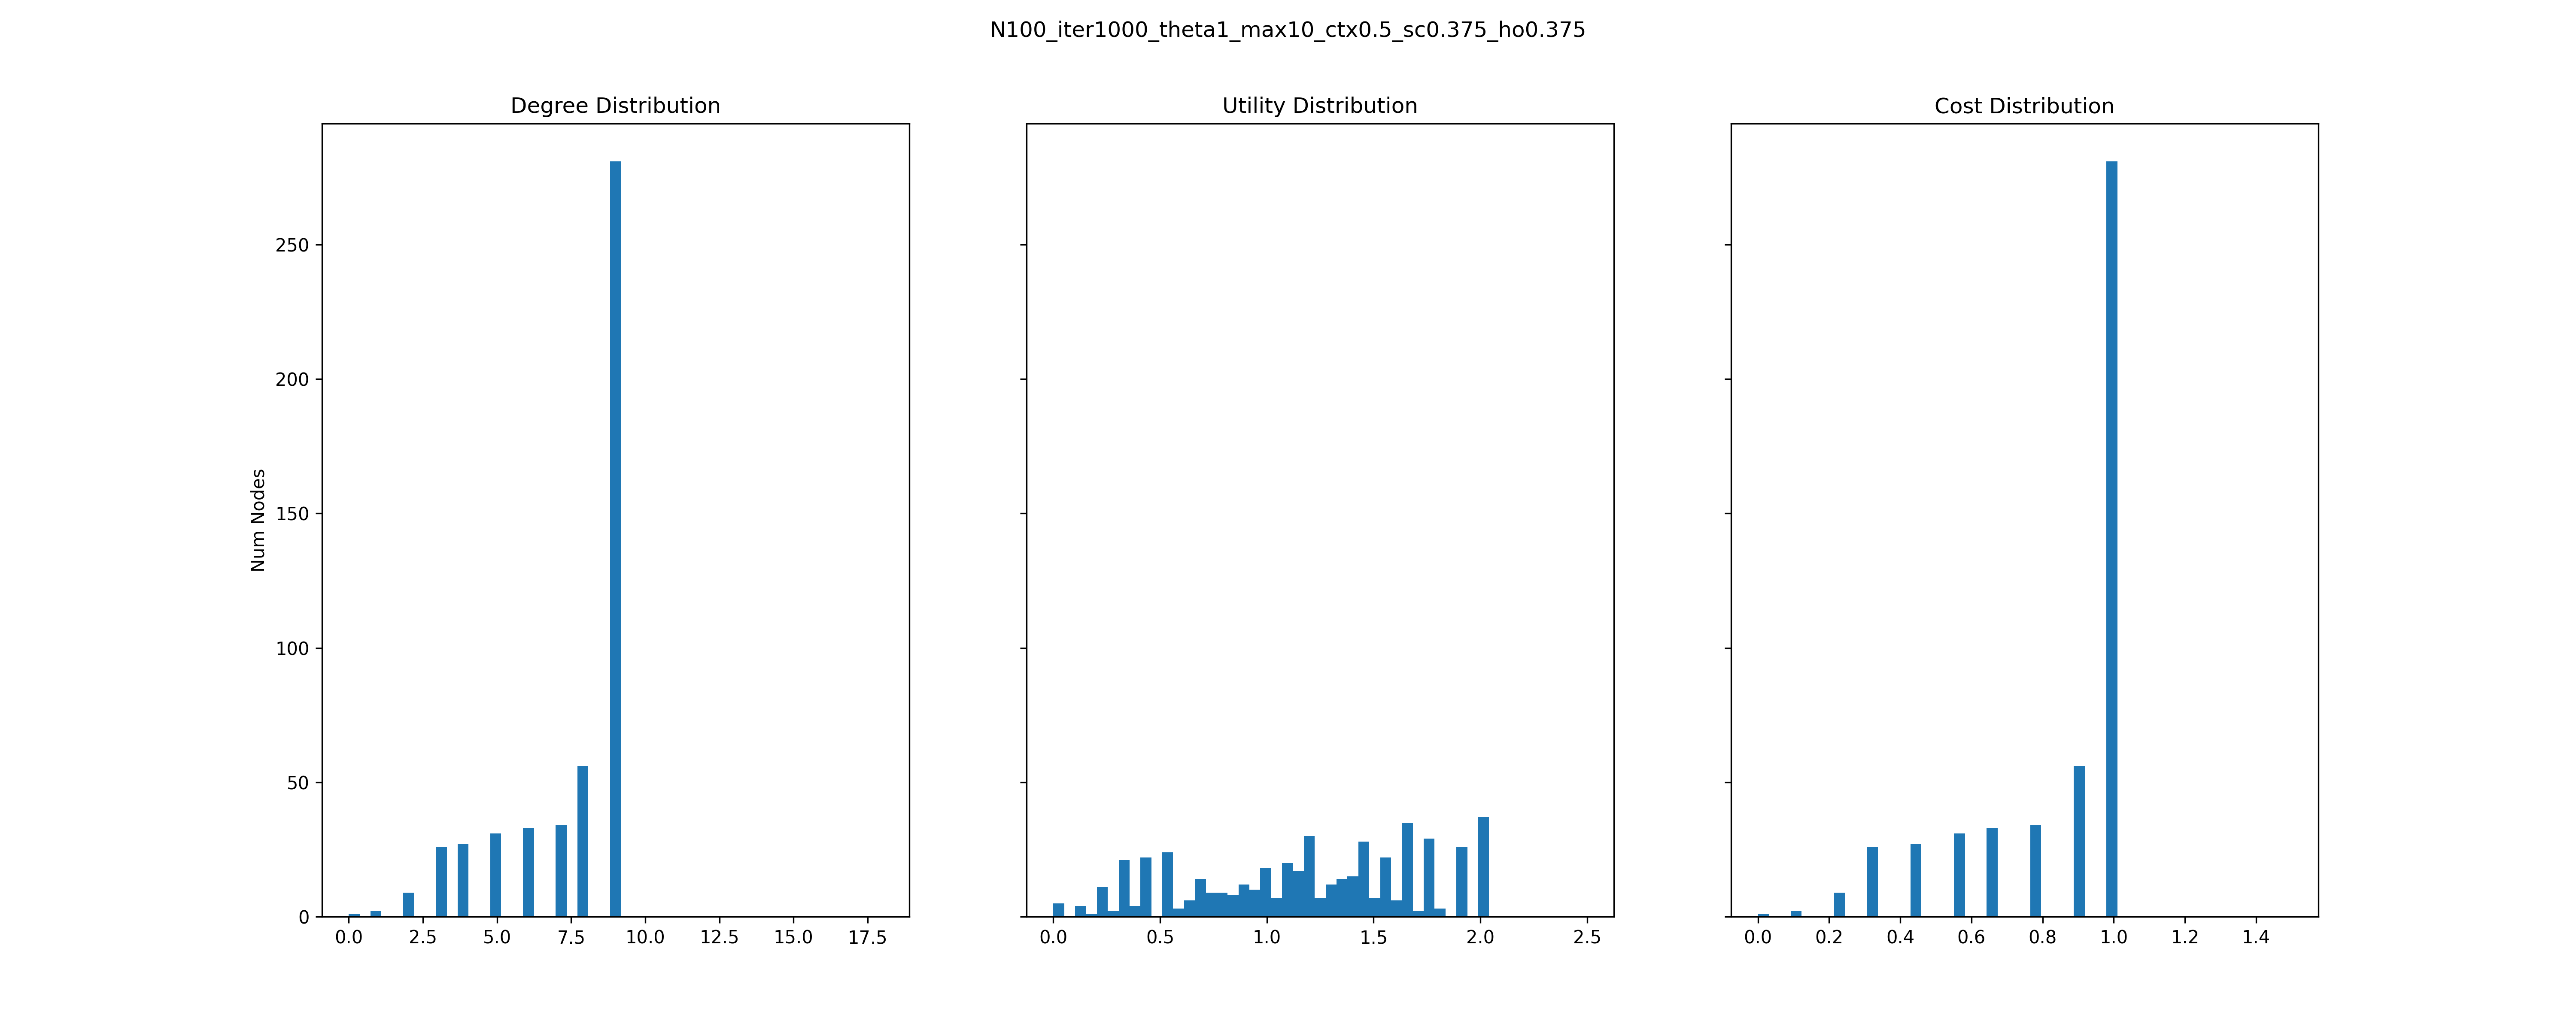 N100_iter1000_theta1_max10_ctx0.5_sc0.375_ho0.375
Degree Distribution
Utility Distribution
Cost Distribution
Num Nodes
250
200
150
100
50
0
0.0 2.5 5.0 7.5 10.0 12.5 15.0 17.5
0.0 0.5 1.0 1.5 2.0 2.5
0.0 0.2 0.4 0.6 0.8 1.0 1.2 1.4